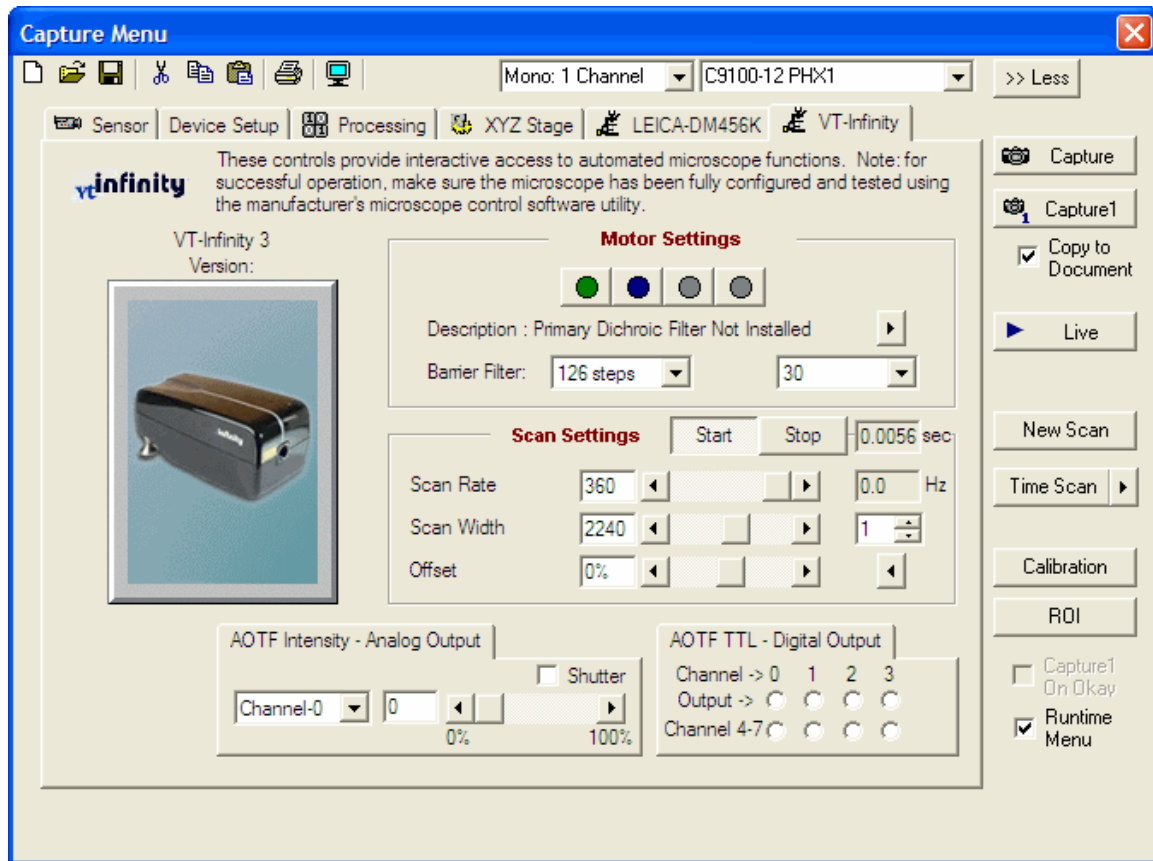 Capture Menu
Mono: 1 Channel
C9100-12 PHX1
>> Less
Sensor
Device Setup
Processing
XYZ Stage
LEICA-DM456K
VT-Infinity
vt infinity
These controls provide interactive access to automated microscope functions. Note: for
successful operation, make sure the microscope has been fully configured and tested using
the manufacturer's microscope control software utility.
VT-Infinity 3
Version:
infinity
Motor Settings
Description : Primary Dichroic Filter Not Installed
Barrier Filter:
126 steps
30
Scan Settings
Start
Stop
0.0056 sec
Scan Rate
360
0.0 Hz
Scan Width
2240
1
Offset
0%
AOTF Intensity - Analog Output
Shutter
Channel-0
0
0%
100%
AOTF TTL - Digital Output
Channel -> 0 1 2 3
Output ->
Channel 4-7
Capture
1
Capture1
Copy to
Document
Live
New Scan
Time Scan
Calibration
ROI
Capture1
On Okay
Runtime
Menu